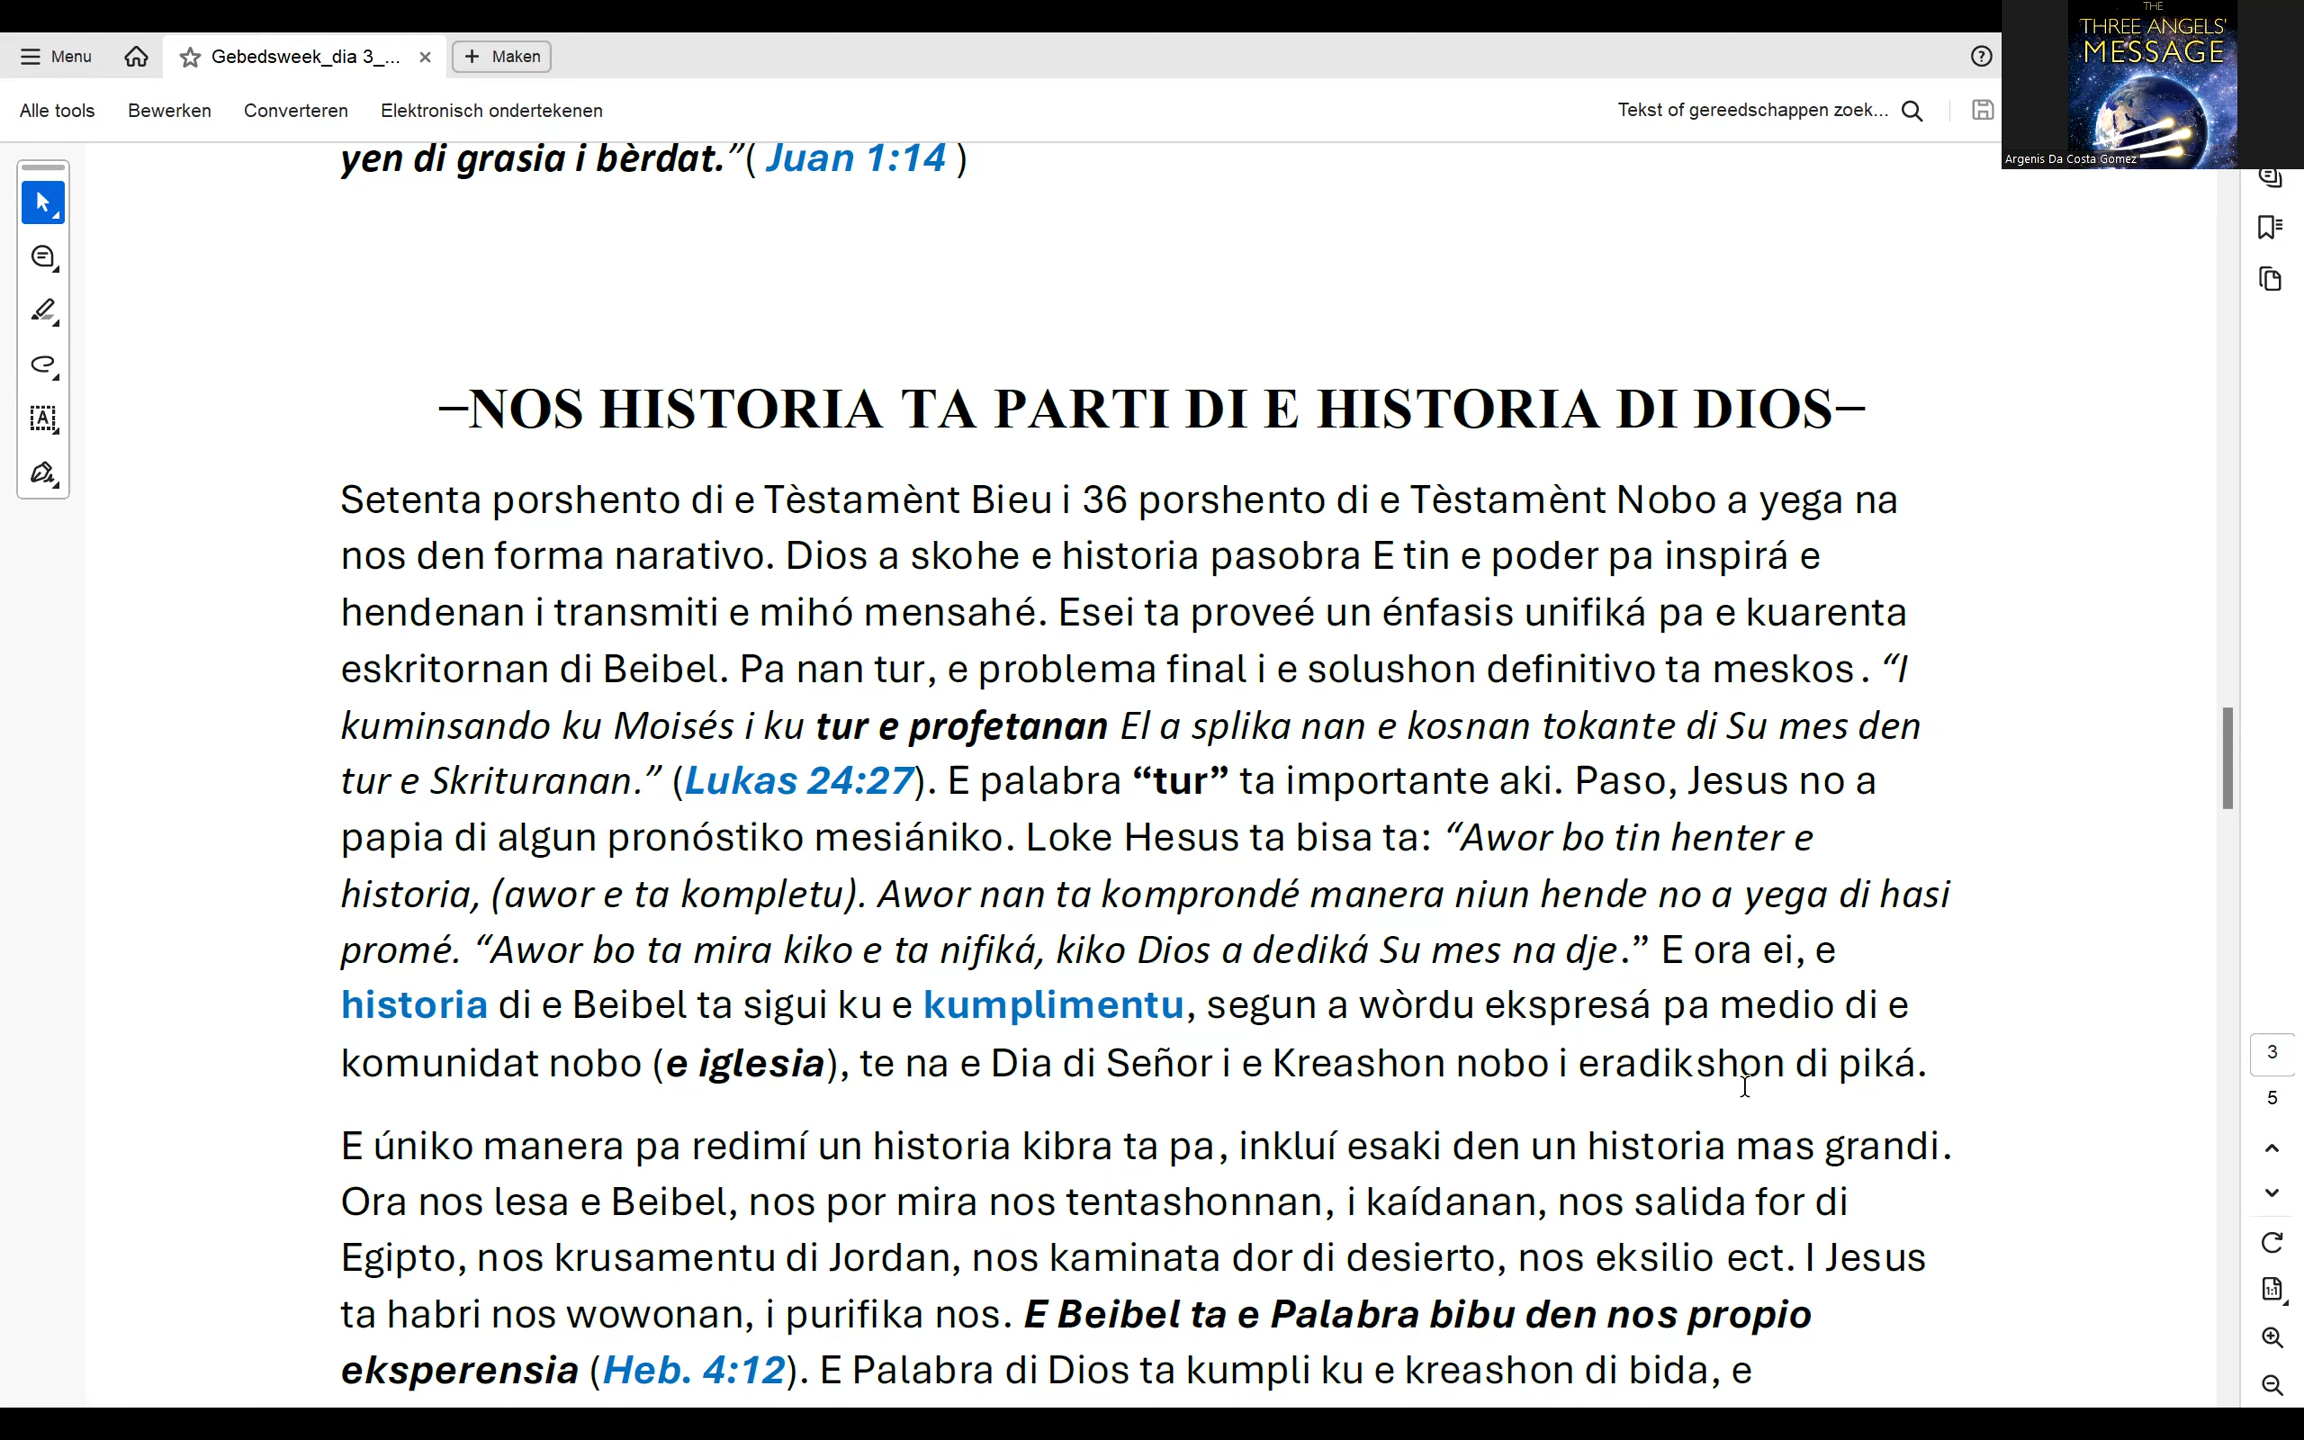 THE
THREE ANGELS'
MESSAGE
Argenis Da Costa Gomez
Menu
Gebedsweek_dia 3_...
Maken
Alle tools
Bewerken
Converteren
Elektronisch ondertekenen
Tekst of gereedschappen zoek...
yen di grasia i bèrdat.”( Juan 1:14 )
–NOS HISTORIA TA PARTI DI E HISTORIA DI DIOS–
Setenta porshento di e Tèstamènt Bieu i 36 porshento di e Tèstamènt Nobo a yega na
nos den forma narativo. Dios a skohe e historia pasobra E tin e poder pa inspirá e
hendenan i transmiti e mihó mensahé. Esei ta proveé un énfasis unifiká pa e kuarenta
eskritornan di Beibel. Pa nan tur, e problema final i e solushon definitivo ta meskos. “I
kuminsando ku Moisés i ku tur e profetanan El a splika nan e kosnan tokante di Su mes den
tur e Skrituranan.” (Lukas 24:27). E palabra “tur” ta importante aki. Paso, Jesus no a
papia di algun pronóstiko mesiániko. Loke Hesus ta bisa ta: “Awor bo tin henter e
historia, (awor e ta kompletu). Awor nan ta komprondé manera niun hende no a yega di hasi
promé. “Awor bo ta mira kiko e ta nifiká, kiko Dios a dediká Su mes na dje.” E ora ei, e
historia di e Beibel ta sigui ku e kumplimentu, segun a wòrdu ekspresá pa medio di e
komunidat nobo (e iglesia), te na e Dia di Señor i e Kreashon nobo i eradikshon di piká.
E úniko manera pa redimí un historia kibra ta pa, inkluí esaki den un historia mas grandi.
Ora nos lesa e Beibel, nos por mira nos tentashonnan, i kaídanan, nos salida for di
Egipto, nos krusamentu di Jordan, nos kaminata dor di desierto, nos eksilio ect. I Jesus
ta habri nos wowonan, i purifika nos. E Beibel ta e Palabra bibu den nos propio
eksperensia (Heb. 4:12). E Palabra di Dios ta kumpli ku e kreashon di bida, e
3
5